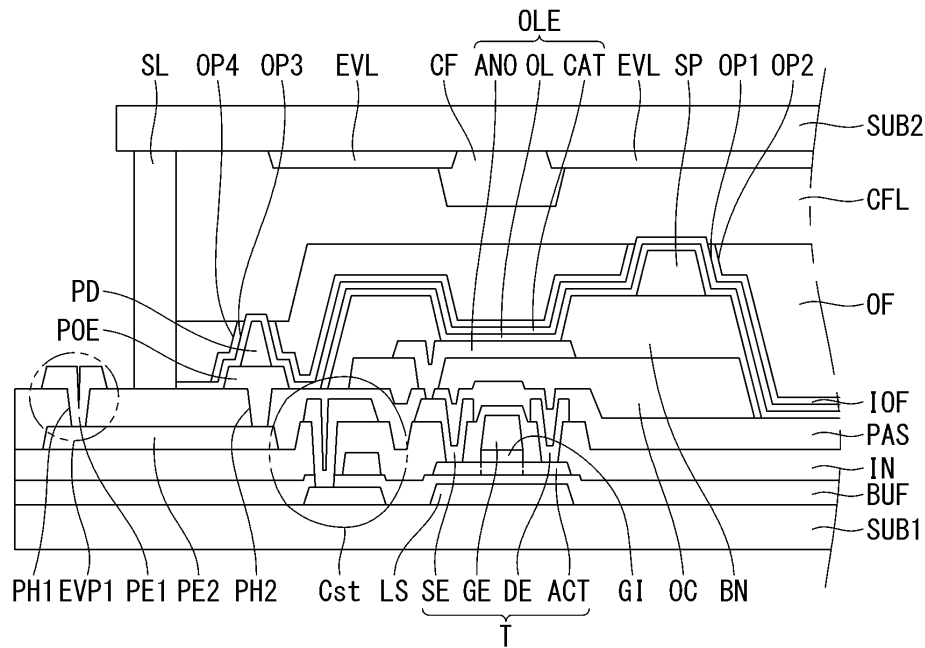 OLE
SL OP4 OP3 EVL CF ANO OL CAT EVL SP OP1 OP2
SUB2
CFL
PD
OF
POE
IOF
PAS
IN
BUF
SUB1
PH1 EVP1 PE1 PE2 PH2 Cst LS SE GE DE ACT GI OC BN
T